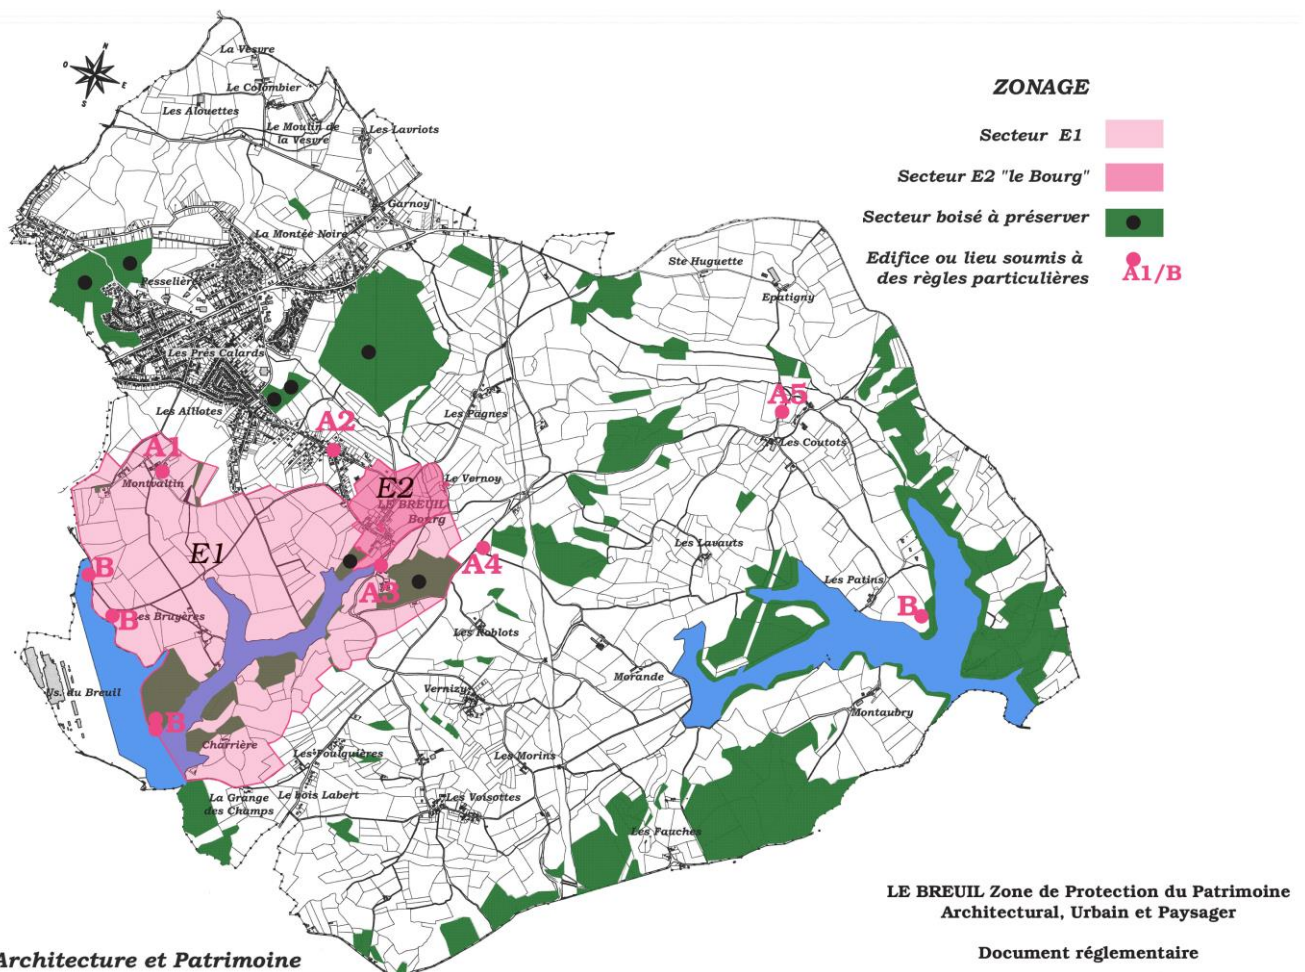 N
O
E
S
La Vesvre
Le Colombier
Les Alouettes
Le Moulin de
la Vesvre
Les Lavriots
Garnoy
La Montée Noire
Pesselière
Les Prés Calards
Les Aillotes
Ste Huguette
Epatigny
A2
Les Pagnes
A5
Les Coutots
A1
Montvaltin
Le Vernoy
E2
LE BREUIL
Bourg
E1
A4
B
A3
B
Les Bruyères
Les Lavauts
Les Patins
B
Les Roblots
Morande
Us. du Breuil
Vernizy
Montaubry
B
Charrière
Les Foulquières
Les Morins
La Grange
des Champs
Le bois Labert
Les Voisottes
Les Fauches
ZONAGE
Secteur E1
Secteur E2 "le Bourg"
Secteur boisé à préserver
Edifice ou lieu soumis à
des règles particulières
A1/B
LE BREUIL Zone de Protection du Patrimoine
Architectural, Urbain et Paysager
Document réglementaire
Architecture et Patrimoine